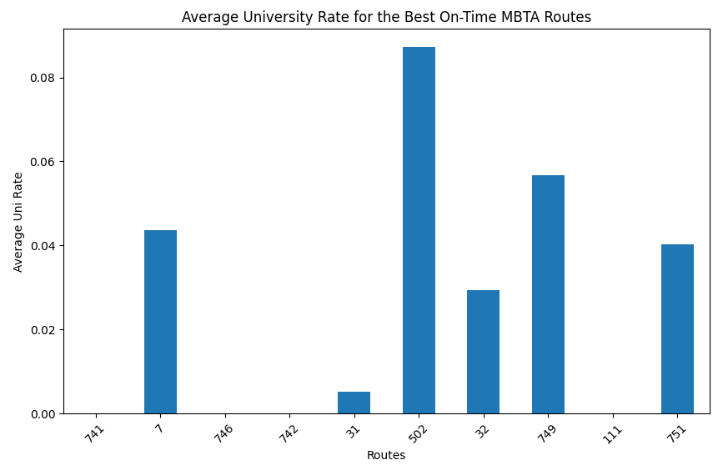 Average University Rate for the Best On-Time MBTA Routes
Average Uni Rate
0.08
0.06
0.04
0.02
0.00
741 7 746 742 31 502 32 749 111 751
Routes